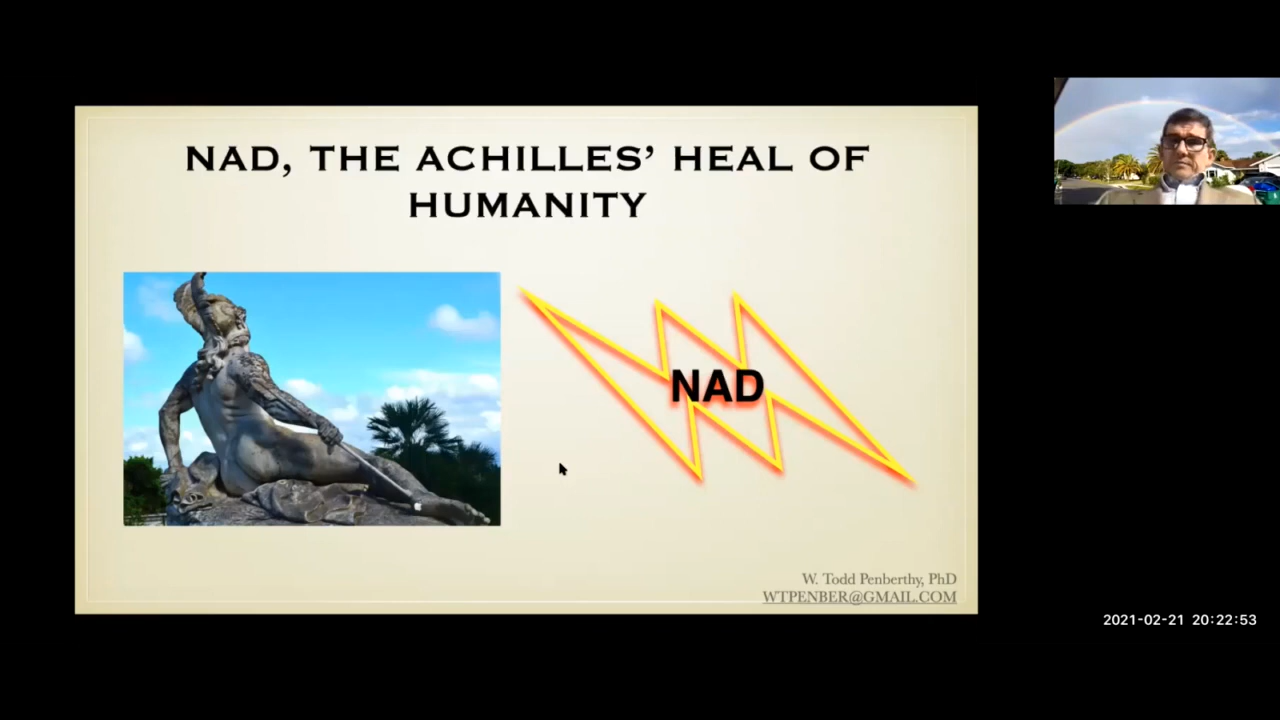 NAD, THE ACHILLES’ HEAL OF
HUMANITY
NAD
W. Todd Penberthy, PhD
WTPENBER@GMAIL.COM
2021-02-21 20:22:53